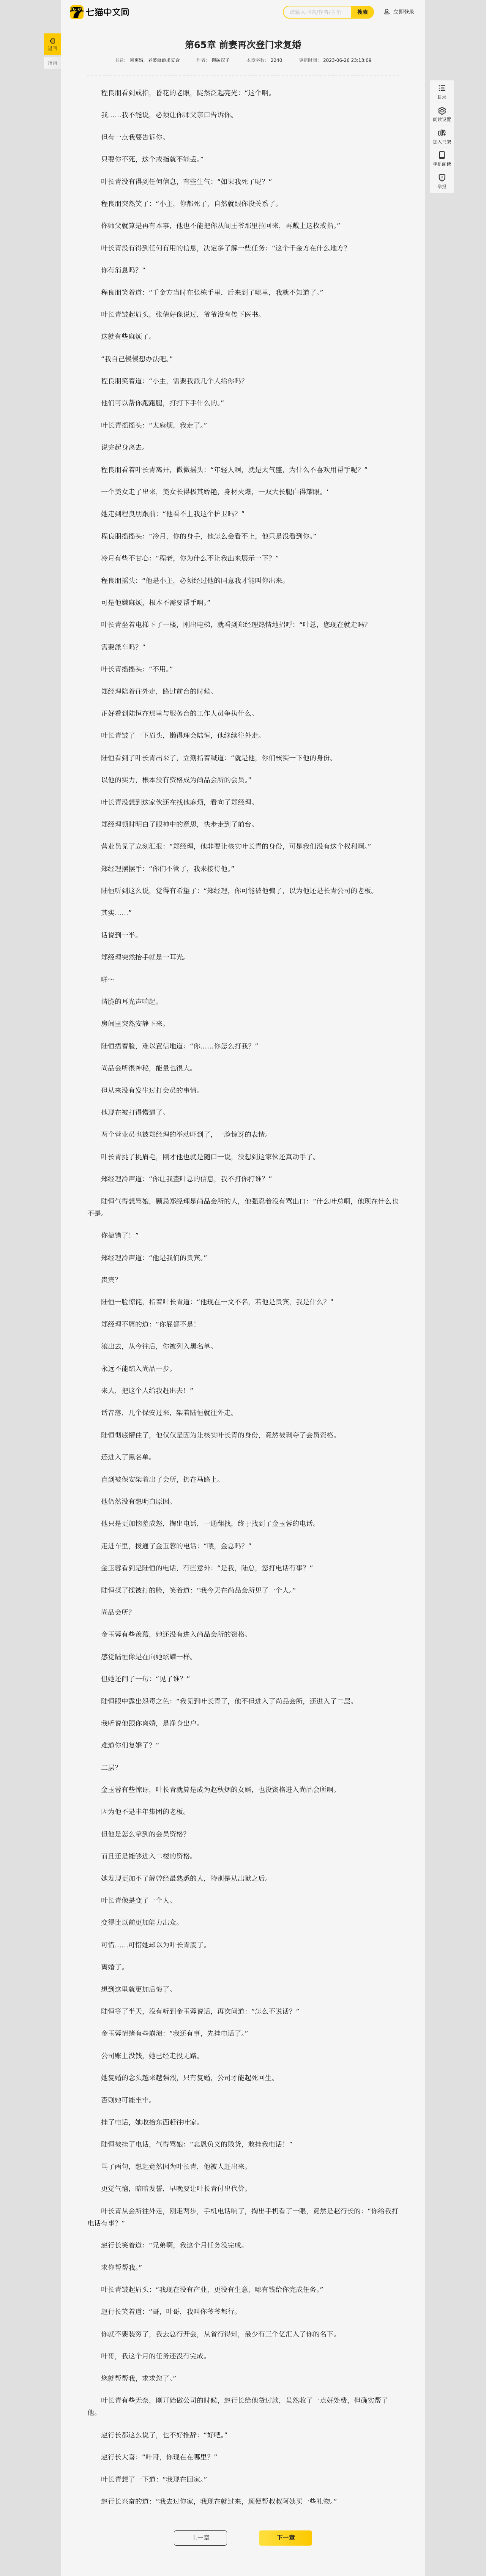 七猫中文网
请输入书名/作者/主角
搜索
立即登录
返回
轨迹
目录
阅读设置
加入书架
手机阅读
举报
第65章 前妻再次登门求复婚
书名:
刚离婚,老婆就跪求复合
作者:
顺的汉子
本章字数:
2240
更新时间:
2023-06-26 23:13:09
程良朋看到戒指,昏花的老眼,陡然泛起亮光:“这个啊。
我……我不能说,必须让你师父亲口告诉你。
但有一点我要告诉你。
只要你不死,这个戒指就不能丢。”
叶长青没有得到任何信息,有些生气:“如果我死了呢?”
程良朋突然笑了:“小主,你都死了,自然就跟你没关系了。
你师父就算是再有本事,他也不能把你从阎王爷那里拉回来,再戴上这枚戒指。”
叶长青没有得到任何有用的信息,决定多了解一些任务:“这个千金方在什么地方?
你有消息吗?”
程良朋笑着道:“千金方当时在张栋手里,后来到了哪里,我就不知道了。”
叶长青皱起眉头,张倩好像说过,爷爷没有传下医书。
这就有些麻烦了。
“我自己慢慢想办法吧。”
程良朋笑着道:“小主,需要我派几个人给你吗?
他们可以帮你跑跑腿,打打下手什么的。”
叶长青摇摇头:“太麻烦,我走了。”
说完起身离去。
程良朋看着叶长青离开,微微摇头:“年轻人啊,就是太气盛,为什么不喜欢用帮手呢?”
一个美女走了出来,美女长得极其娇艳,身材火爆,一双大长腿白得耀眼。‘
她走到程良朋跟前:“他看不上我这个护卫吗?”
程良朋摇摇头:“冷月,你的身手,他怎么会看不上,他只是没看到你。”
冷月有些不甘心:“程老,你为什么不让我出来展示一下?”
程良朋摇头:“他是小主,必须经过他的同意我才能叫你出来。
可是他嫌麻烦,根本不需要帮手啊。”
叶长青坐着电梯下了一楼,刚出电梯,就看到郑经理热情地招呼:“叶总,您现在就走吗?
需要派车吗?”
叶长青摇摇头:“不用。”
郑经理陪着往外走,路过前台的时候。
正好看到陆恒在那里与服务台的工作人员争执什么。
叶长青皱了一下眉头,懒得理会陆恒,他继续往外走。
陆恒看到了叶长青出来了,立刻指着喊道:“就是他,你们核实一下他的身份。
以他的实力,根本没有资格成为尚品会所的会员。”
叶长青没想到这家伙还在找他麻烦,看向了郑经理。
郑经理顿时明白了眼神中的意思,快步走到了前台。
营业员见了立刻汇报:“郑经理,他非要让核实叶长青的身份,可是我们没有这个权利啊。”
郑经理摆摆手:“你们不管了,我来接待他。”
陆恒听到这么说,觉得有希望了:“郑经理,你可能被他骗了,以为他还是长青公司的老板。
其实……”
话说到一半。
郑经理突然抬手就是一耳光。
啪~
清脆的耳光声响起。
房间里突然安静下来。
陆恒捂着脸,难以置信地道:“你……你怎么打我?”
尚品会所很神秘,能量也很大。
但从来没有发生过打会员的事情。
他现在被打得懵逼了。
两个营业员也被郑经理的举动吓到了,一脸惊讶的表情。
叶长青挑了挑眉毛,刚才他也就是随口一说,没想到这家伙还真动手了。
郑经理冷声道:“你让我查叶总的信息,我不打你打谁?”
陆恒气得想骂娘,顾忌郑经理是尚品会所的人,他强忍着没有骂出口:“什么叶总啊,他现在什么也
不是。
你搞错了!”
郑经理冷声道:“他是我们的贵宾。”
贵宾?
陆恒一脸惊诧,指着叶长青道:“他现在一文不名,若他是贵宾,我是什么?”
郑经理不屑的道:“你屁都不是!
滚出去,从今往后,你被列入黑名单。
永远不能踏入尚品一步。
来人,把这个人给我赶出去!”
话音落,几个保安过来,架着陆恒就往外走。
陆恒彻底懵住了,他仅仅是因为让核实叶长青的身份,竟然被剥夺了会员资格。
还进入了黑名单。
直到被保安架着出了会所,扔在马路上。
他仍然没有想明白原因。
他只是更加恼羞成怒,掏出电话,一通翻找,终于找到了金玉蓉的电话。
走进车里,拨通了金玉蓉的电话:“喂,金总吗?”
金玉蓉看到是陆恒的电话,有些意外:“是我,陆总,您打电话有事?”
陆恒揉了揉被打的脸,笑着道:“我今天在尚品会所见了一个人。”
尚品会所?
金玉蓉有些羡慕,她还没有进入尚品会所的资格。
感觉陆恒像是在向她炫耀一样。
但她还问了一句:“见了谁?”
陆恒眼中露出怨毒之色:“我见到叶长青了,他不但进入了尚品会所,还进入了二层。
我听说他跟你离婚,是净身出户。
难道你们复婚了?”
二层?
金玉蓉有些惊讶,叶长青就算是成为赵秋烟的女婿,也没资格进入尚品会所啊。
因为他不是丰年集团的老板。
但他是怎么拿到的会员资格?
而且还是能够进入二楼的资格。
她发现更加不了解曾经最熟悉的人,特别是从出狱之后。
叶长青像是变了一个人。
变得比以前更加能力出众。
可惜……可惜她却以为叶长青废了。
离婚了。
想到这里就更加后悔了。
陆恒等了半天,没有听到金玉蓉说话,再次问道:“怎么不说话?”
金玉蓉情绪有些崩溃:“我还有事,先挂电话了。”
公司账上没钱,她已经走投无路。
她复婚的念头越来越强烈,只有复婚,公司才能起死回生。
否则她可能坐牢。
挂了电话,她收拾东西赶往叶家。
陆恒被挂了电话,气得骂娘:“忘恩负义的贱货,敢挂我电话!”
骂了两句,想起竟然因为叶长青,他被人赶出来。
更觉气恼,暗暗发誓,早晚要让叶长青付出代价。
叶长青从会所往外走,刚走两步,手机电话响了,掏出手机看了一眼,竟然是赵行长的:“你给我打
电话有事?”
赵行长笑着道:“兄弟啊,我这个月任务没完成。
求你帮帮我。”
叶长青皱起眉头:“我现在没有产业,更没有生意,哪有钱给你完成任务。”
赵行长笑着道:“哥,叶哥,我叫你爷爷都行。
你就不要装穷了,我去总行开会,从省行得知,最少有三个亿汇入了你的名下。
叶哥,我这个月的任务还没有完成。
您就帮帮我,求求您了。”
叶长青有些无奈,刚开始做公司的时候,赵行长给他贷过款,虽然收了一点好处费,但确实帮了
他。
赵行长都这么说了,也不好推辞:“好吧。”
赵行长大喜:“叶哥,你现在在哪里?”
叶长青想了一下道:“我现在回家。”
赵行长兴奋的道:“我去过你家,我现在就过来,顺便帮叔叔阿姨买一些礼物。”
上一章
下一章